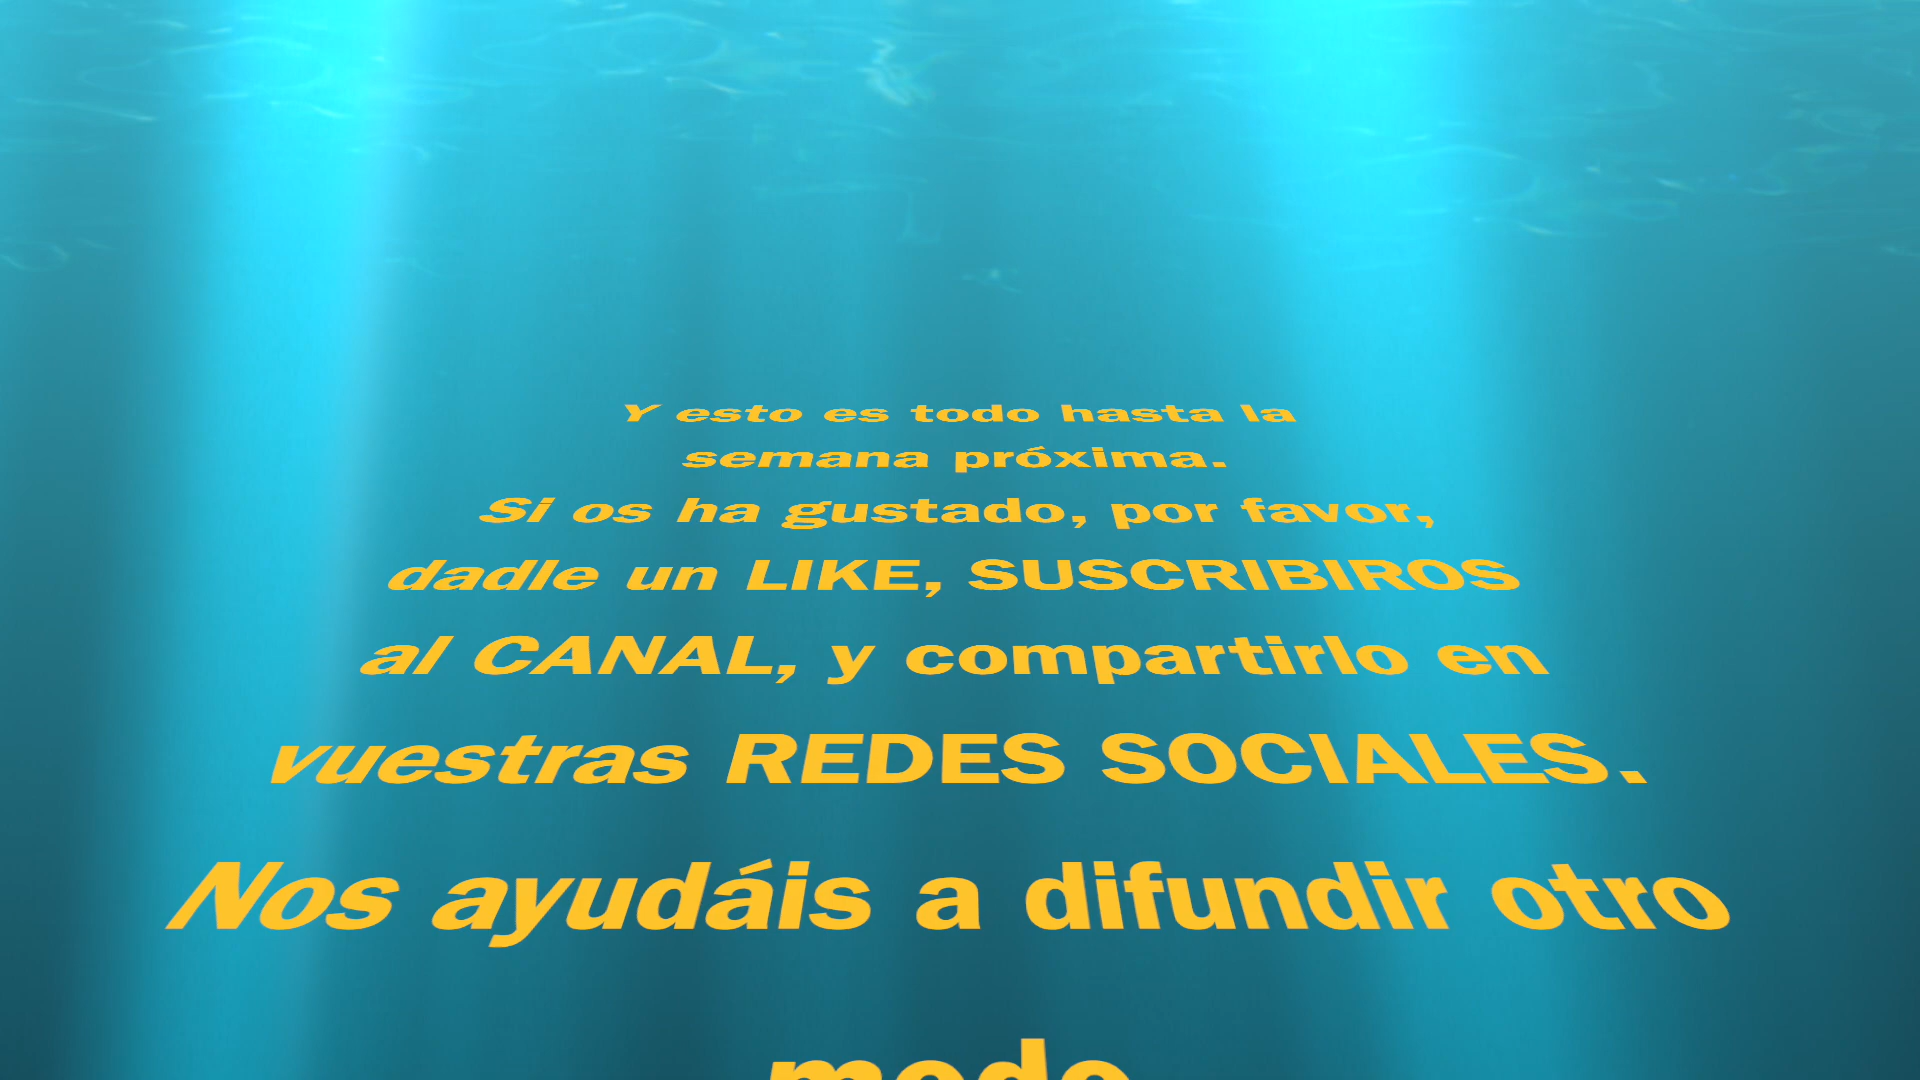 Y esto es todo hasta la
semana próxima.
Si os ha gustado, por favor,
dadle un LIKE, SUSCRIBIROS
al CANAL, y compartirlo en
vuestras REDES SOCIALES.
Nos ayudáis a difundir otro
modo